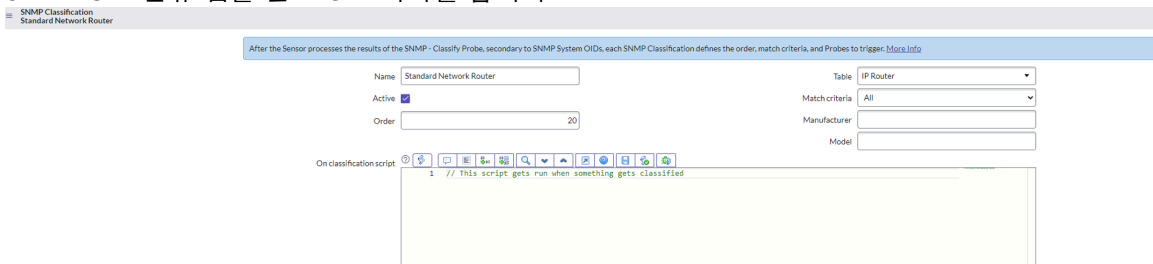 SNMP Classification
Standard Network Router
After the Sensor processes the results of the SNMP - Classify Probe, secondary to SNMP System OIDs, each SNMP Classification defines the order, match criteria, and Probes to trigger. More Info
Name Standard Network Router
Table IP Router
Active
Match criteria All
Order 20
Manufacturer
Model
On classification script
1 // This script gets run when something gets classified